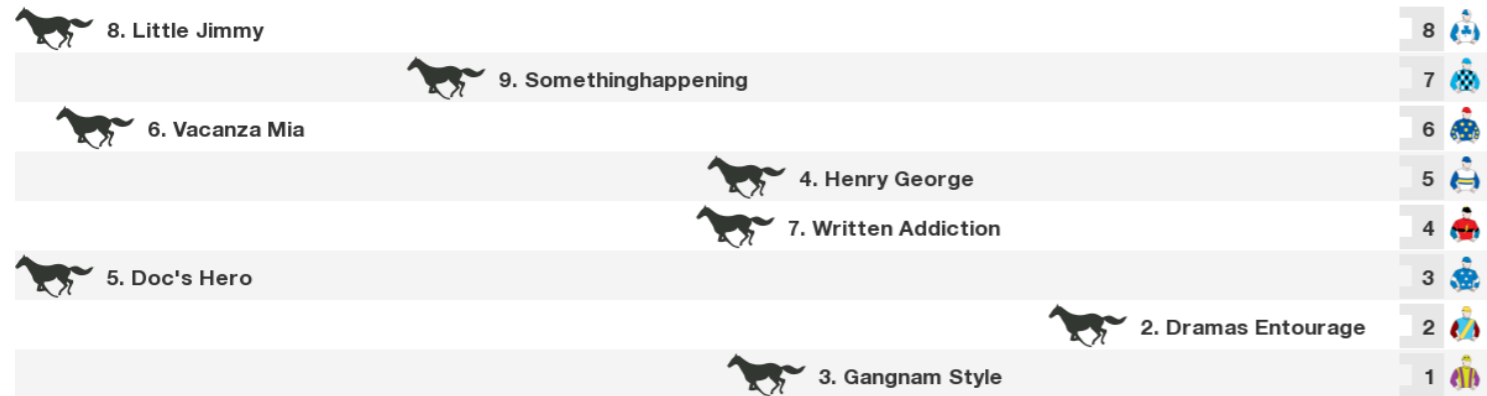 8. Little Jimmy 8
9. Somethinghappening 7
6. Vacanza Mia 6
4. Henry George 5
7. Written Addiction 4
5. Doc's Hero 3
2. Dramas Entourage 2
3. Gangnam Style 1